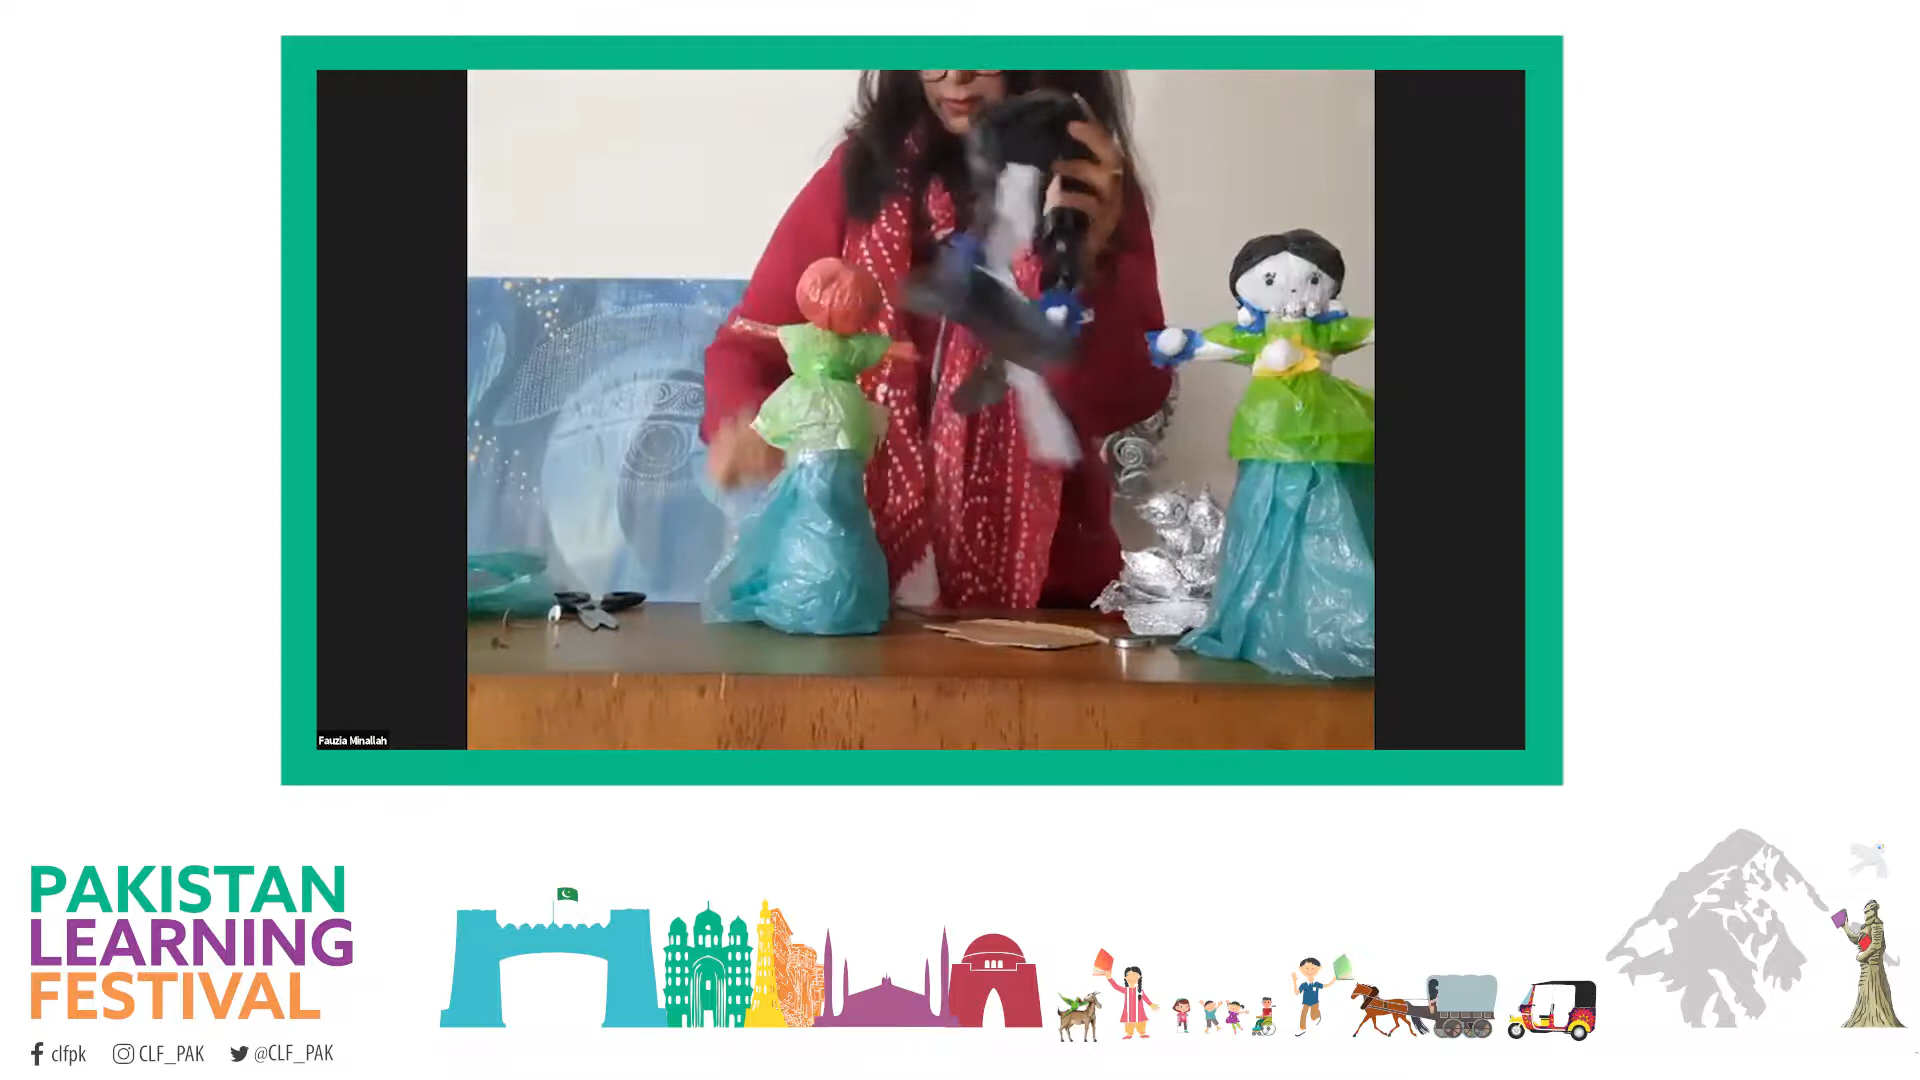 Fauzia Minallah
PAKISTAN
LEARNING
FESTIVAL
clfpk CLF_PAK @CLF_PAK